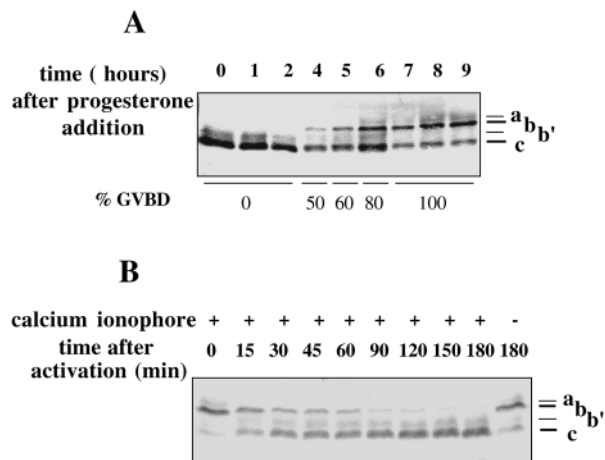 A
time ( hours) 0 1 2 4 5 6 7 8 9
after progesterone
addition
a
b
b'
c
% GVBD 0 50 60 80 100
B
calcium ionophore + + + + + + + + + -
time after 0 15 30 45 60 90 120 150 180 180
activation (min)
a
b
b'
c